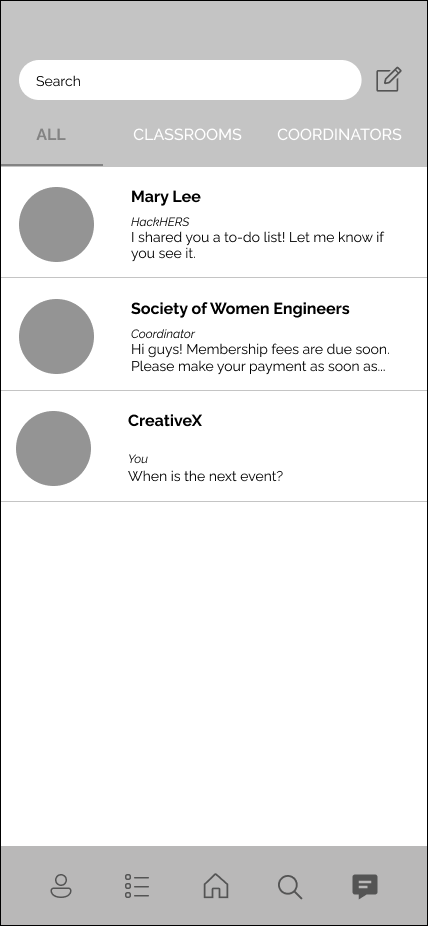 Search
ALL CLASSROOMS COORDINATORS
Mary Lee
HackHERS
I shared you a to-do list! Let me know if
you see it.
Society of Women Engineers
Coordinator
Hi guys! Membership fees are due soon.
Please make your payment as soon as...
CreativeX
You
When is the next event?